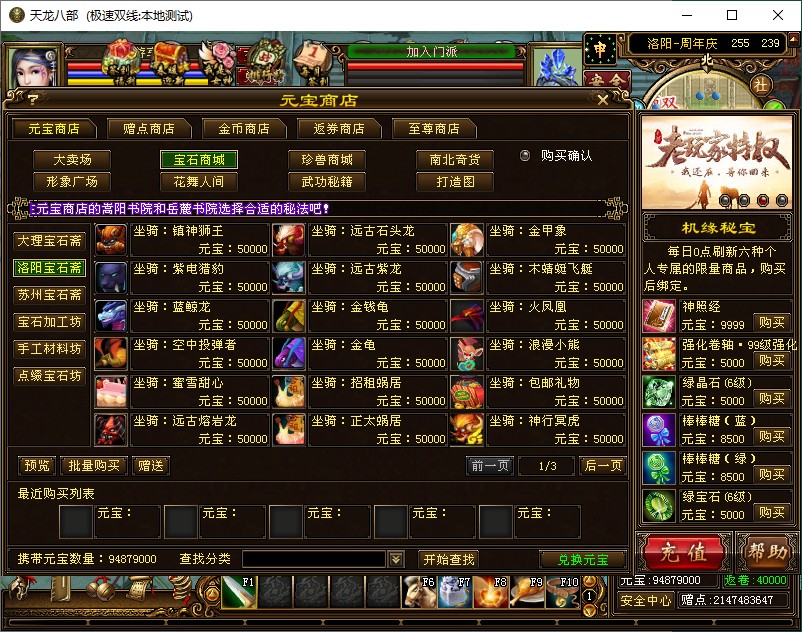 天龙八部 (极速双线:本地测试)
加入门派
申
洛阳-周年庆 255 239
北
安全
社
双
?
元宝商店
元宝商店 赠点商店 金币商店 返券商店 至尊商店
大卖场 宝石商城 珍兽商城 南北奇货 购买确认
形象广场 花舞人间 武功秘籍 打造图
元宝商店的嵩阳书院和岳麓书院选择合适的秘法吧!
大理宝石斋
洛阳宝石斋
苏州宝石斋
宝石加工坊
手工材料坊
点缀宝石坊
坐骑：镇神狮王 坐骑：远古石头龙 坐骑：金甲象
元宝：50000 元宝：50000 元宝：50000
坐骑：紫电猎豹 坐骑：远古紫龙 坐骑：木蜻蜓飞艇
元宝：50000 元宝：50000 元宝：50000
坐骑：蓝鲸龙 坐骑：金钱龟 坐骑：火凤凰
元宝：50000 元宝：50000 元宝：50000
坐骑：空中投弹者 坐骑：金龟 坐骑：浪漫小熊
元宝：50000 元宝：50000 元宝：50000
坐骑：蜜雪甜心 坐骑：招租蜗居 坐骑：包邮礼物
元宝：50000 元宝：50000 元宝：50000
坐骑：远古熔岩龙 坐骑：正太蜗居 坐骑：神行冥虎
元宝：50000 元宝：50000 元宝：50000
预览 批量购买 赠送 前一页 1/3 后一页
最近购买列表
元宝： 元宝： 元宝： 元宝： 元宝：
携带元宝数量：94879000 查找分类 开始查找 兑换元宝
老玩家特权
我还在，等你回来
机缘秘宝
每日0点刷新六种个
人专属的限量商品，购买
后绑定。
神照经
元宝：9999 购买
强化卷轴·99级强化
元宝：5000 购买
绿晶石(6级)
元宝：5000 购买
棒棒糖（蓝）
元宝：8500 购买
棒棒糖（绿）
元宝：8500 购买
绿宝石(6级)
元宝：5000 购买
充值 帮助
元宝:94879000 返卷:40000
安全中心 赠点:2147483647
F1 F6 F7 F8 F9 F10 1